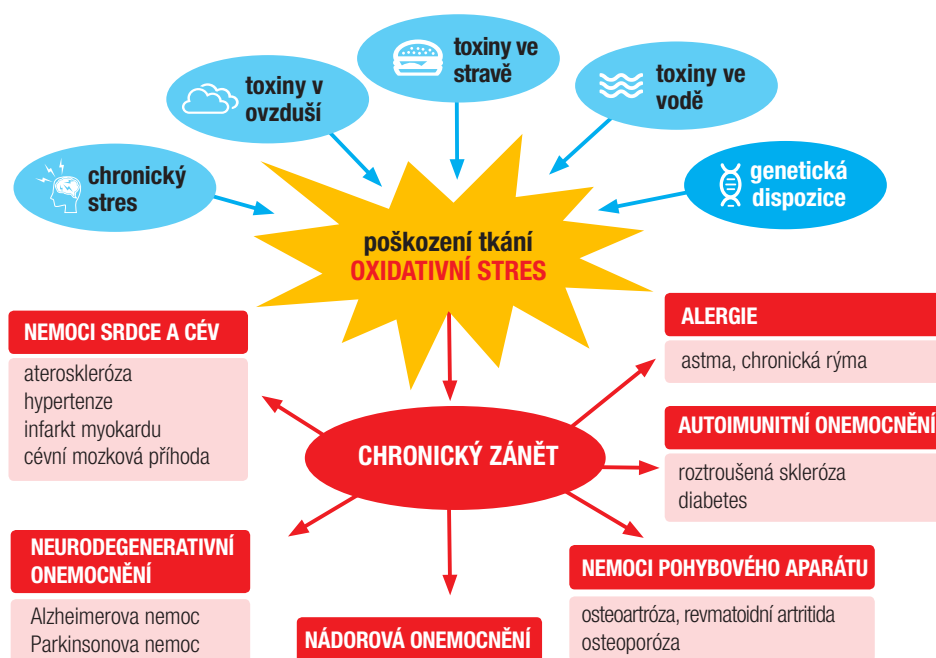 toxiny ve
stravě
toxiny v
ovzduší
toxiny ve
vodě
chronický
stres
genetická
dispozice
poškození tkání
OXIDATIVNÍ STRES
NEMOCI SRDCE A CÉV
ateroskleróza
hypertenze
infarkt myokardu
cévní mozková příhoda
ALERGIE
astma, chronická rýma
CHRONICKÝ ZÁNĚT
AUTOIMUNITNÍ ONEMOCNĚNÍ
roztroušená skleróza
diabetes
NEURODEGENERATIVNÍ
ONEMOCNĚNÍ
Alzheimerova nemoc
Parkinsonova nemoc
NÁDOROVÁ ONEMOCNĚNÍ
NEMOCI POHYBOVÉHO APARÁTU
osteoartróza, revmatoidní artritida
osteoporóza